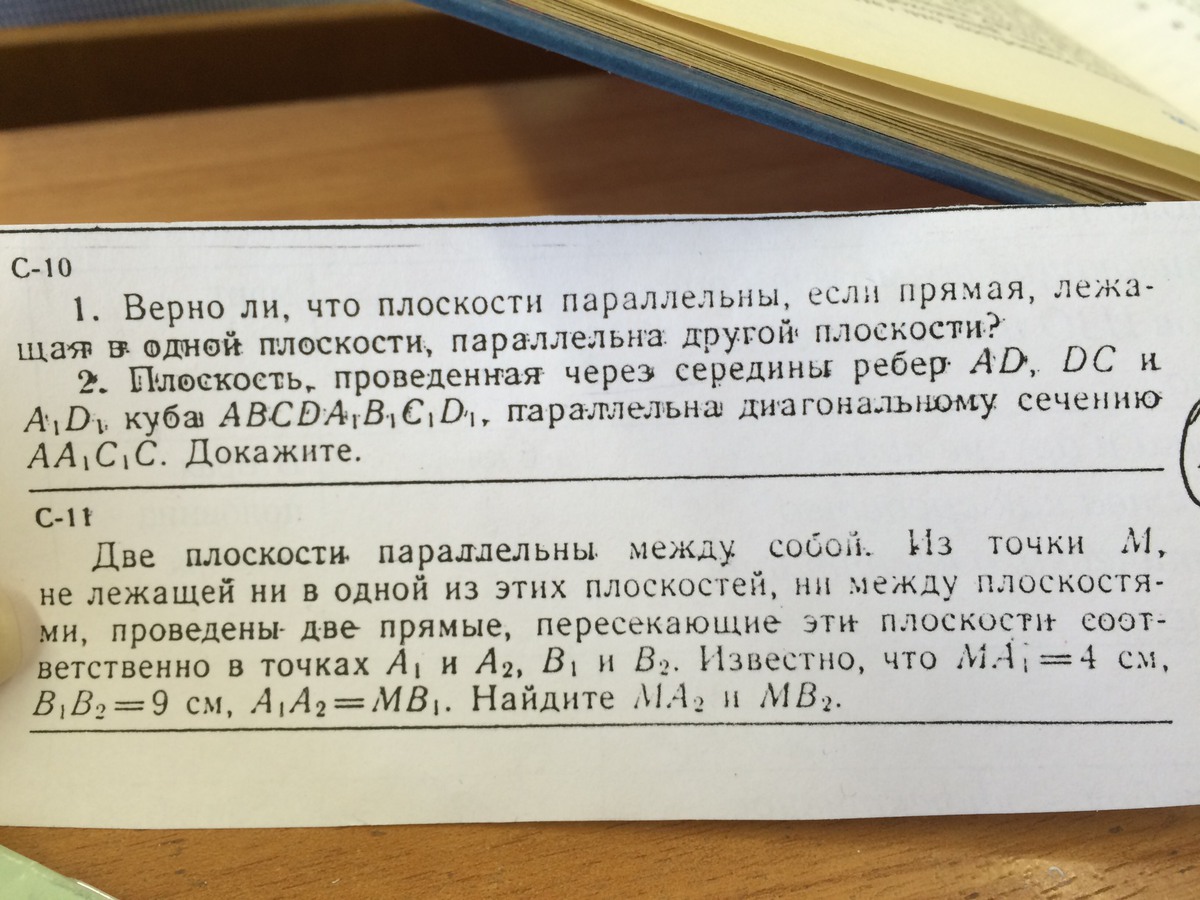 С-10
1. Верно ли, что плоскости параллельны, если прямая, лежа-
щая в одной плоскости, параллельна другой плоскости?
2. Плоскость, проведенная через середины ребер AD, DC и
A₁D₁ куба ABCDA₁B₁C₁D₁, параллельна диагональному сечению
AA₁C₁C. Докажите.
С-11
Две плоскости параллельны между собой. Из точки M,
не лежащей ни в одной из этих плоскостей, ни между плоскостя-
ми, проведены две прямые, пересекающие эти плоскости соот-
ветственно в точках A₁ и A₂, B₁ и B₂. Известно, что MA₁=4 см,
B₁B₂=9 см, A₁A₂=MB₁. Найдите MA₂ и MB₂.